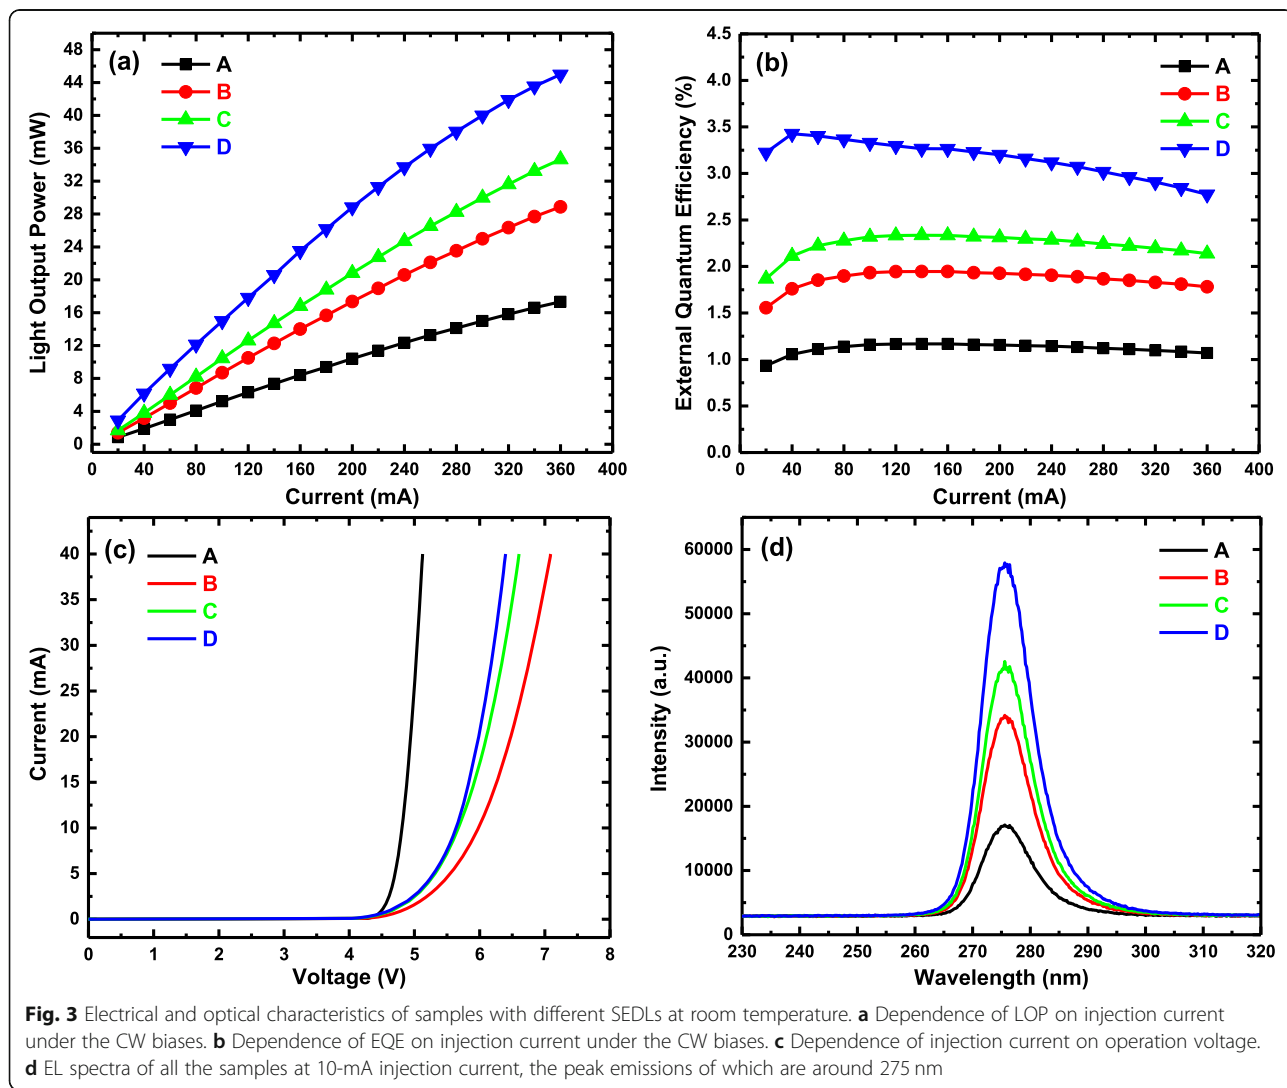 (a)
A
B
C
D
48
44
40
36
32
28
24
20
16
12
8
4
0
Light Output Power (mW)
0 40 80 120 160 200 240 280 320 360 400
Current (mA)
(b)
A
B
C
D
4.5
4.0
3.5
3.0
2.5
2.0
1.5
1.0
0.5
0.0
External Quantum Efficiency (%)
0 40 80 120 160 200 240 280 320 360 400
Current (mA)
(c)
A
B
C
D
40
35
30
25
20
15
10
5
0
Current (mA)
0 1 2 3 4 5 6 7 8
Voltage (V)
(d)
A
B
C
D
60000
50000
40000
30000
20000
10000
0
Intensity (a.u.)
230 240 250 260 270 280 290 300 310 320
Wavelength (nm)
Fig. 3 Electrical and optical characteristics of samples with different SEDLs at room temperature. a Dependence of LOP on injection current
under the CW biases. b Dependence of EQE on injection current under the CW biases. c Dependence of injection current on operation voltage.
d EL spectra of all the samples at 10-mA injection current, the peak emissions of which are around 275 nm